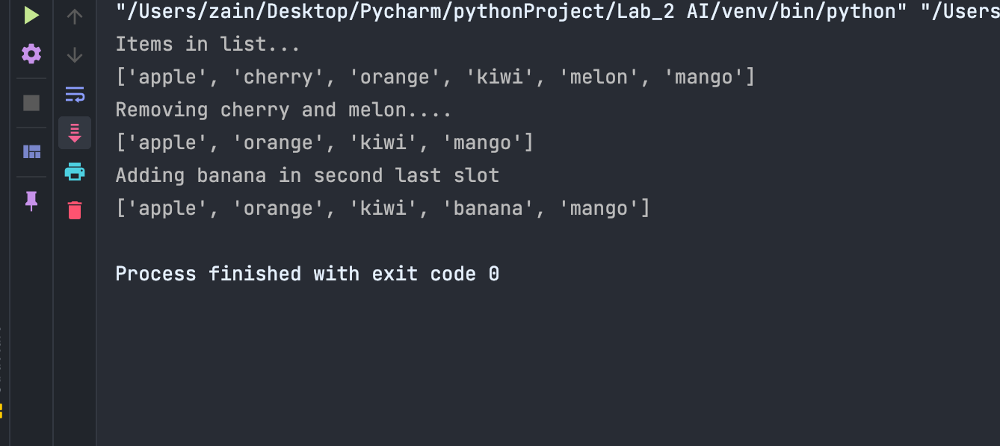 "/Users/zain/Desktop/Pycharm/pythonProject/Lab_2 AI/venv/bin/python" "/Users
Items in list...
['apple', 'cherry', 'orange', 'kiwi', 'melon', 'mango']
Removing cherry and melon....
['apple', 'orange', 'kiwi', 'mango']
Adding banana in second last slot
['apple', 'orange', 'kiwi', 'banana', 'mango']
Process finished with exit code 0